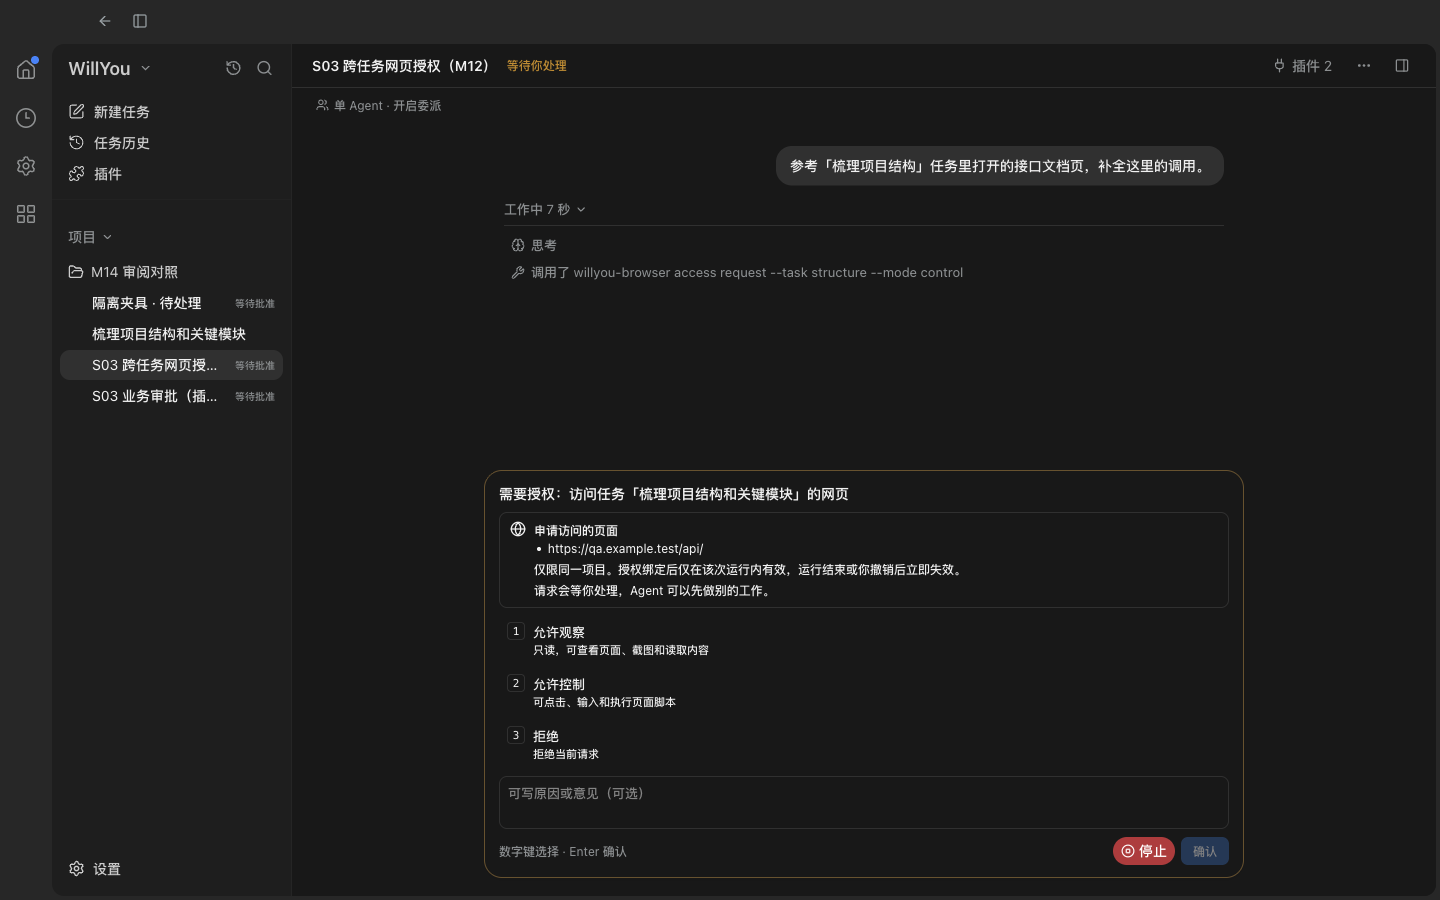 WillYou
新建任务
任务历史
插件
项目
M14 审阅对照
隔离夹具 · 待处理 等待批准
梳理项目结构和关键模块
S03 跨任务网页授... 等待批准
S03 业务审批（插... 等待批准
设置
S03 跨任务网页授权（M12） 等待你处理
插件 2
单 Agent · 开启委派
参考「梳理项目结构」任务里打开的接口文档页，补全这里的调用。
工作中 7 秒
思考
调用了 willyou-browser access request --task structure --mode control
需要授权：访问任务「梳理项目结构和关键模块」的网页
申请访问的页面
• https://qa.example.test/api/
仅限同一项目。授权绑定后仅在该次运行内有效，运行结束或你撤销后立即失效。
请求会等你处理，Agent 可以先做别的工作。
1 允许观察
只读，可查看页面、截图和读取内容
2 允许控制
可点击、输入和执行页面脚本
3 拒绝
拒绝当前请求
可写原因或意见（可选）
数字键选择 · Enter 确认
停止
确认